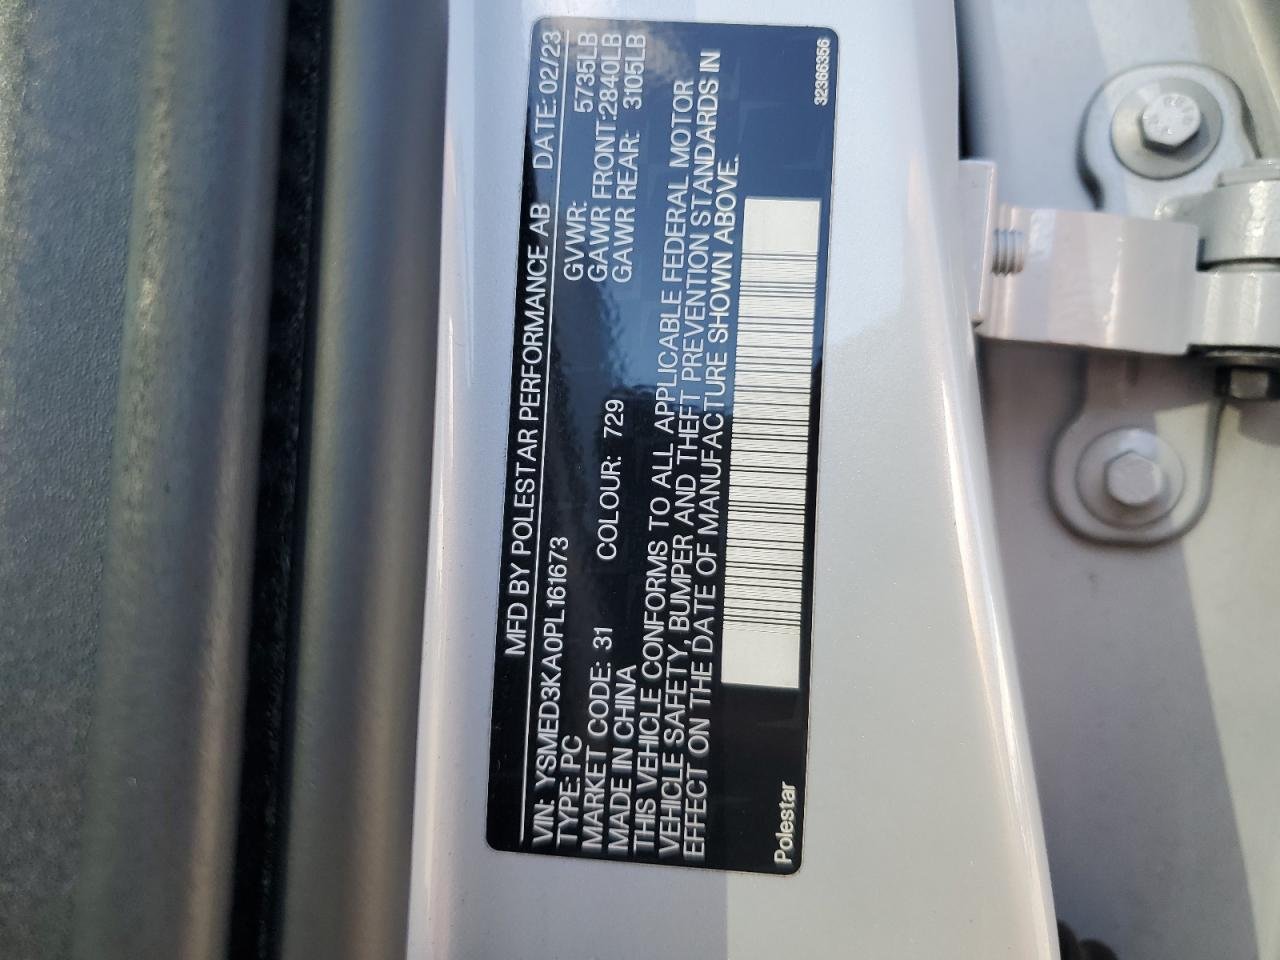 MFD BY POLESTAR PERFORMANCE AB DATE: 02/23
VIN: YSMED3KA0PL161673 GVWR: 5735LB
TYPE: PC GAWR FRONT:2840LB
MARKET CODE: 31 COLOUR: 729 GAWR REAR: 3105LB
MADE IN CHINA
THIS VEHICLE CONFORMS TO ALL APPLICABLE FEDERAL MOTOR
VEHICLE SAFETY, BUMPER AND THEFT PREVENTION STANDARDS IN
EFFECT ON THE DATE OF MANUFACTURE SHOWN ABOVE.
Polestar 32366356